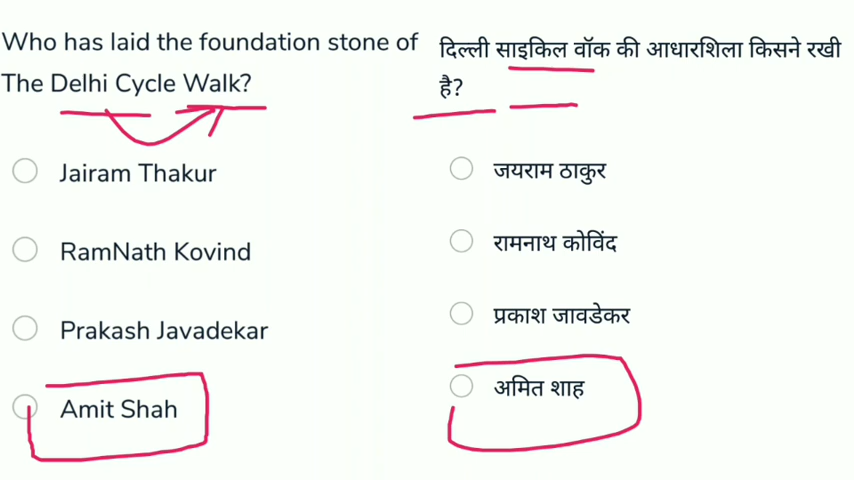 Who has laid the foundation stone of
The Delhi Cycle Walk?
Jairam Thakur
RamNath Kovind
Prakash Javadekar
Amit Shah
दिल्ली साइकिल वॉक की आधारशिला किसने रखी
है?
जयराम ठाकुर
रामनाथ कोविंद
प्रकाश जावडेकर
अमित शाह